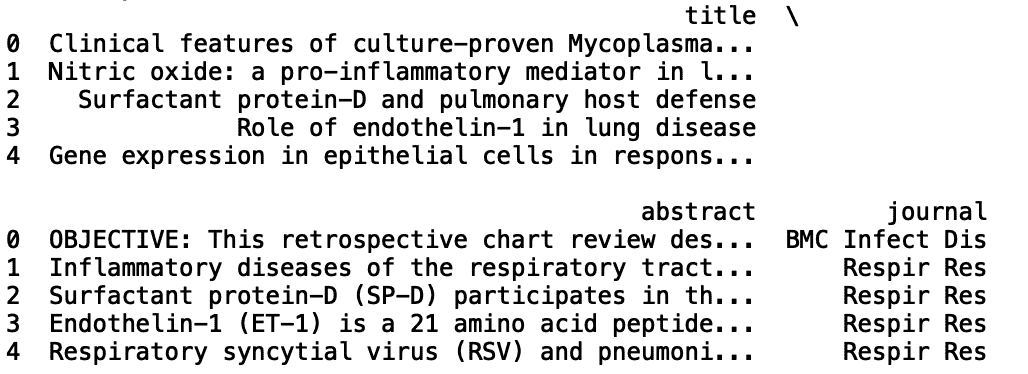 title \
0 Clinical features of culture-proven Mycoplasma...
1 Nitric oxide: a pro-inflammatory mediator in l...
2 Surfactant protein-D and pulmonary host defense
3 Role of endothelin-1 in lung disease
4 Gene expression in epithelial cells in respons...
abstract journal
0 OBJECTIVE: This retrospective chart review des... BMC Infect Dis
1 Inflammatory diseases of the respiratory tract... Respir Res
2 Surfactant protein-D (SP-D) participates in th... Respir Res
3 Endothelin-1 (ET-1) is a 21 amino acid peptide... Respir Res
4 Respiratory syncytial virus (RSV) and pneumoni... Respir Res